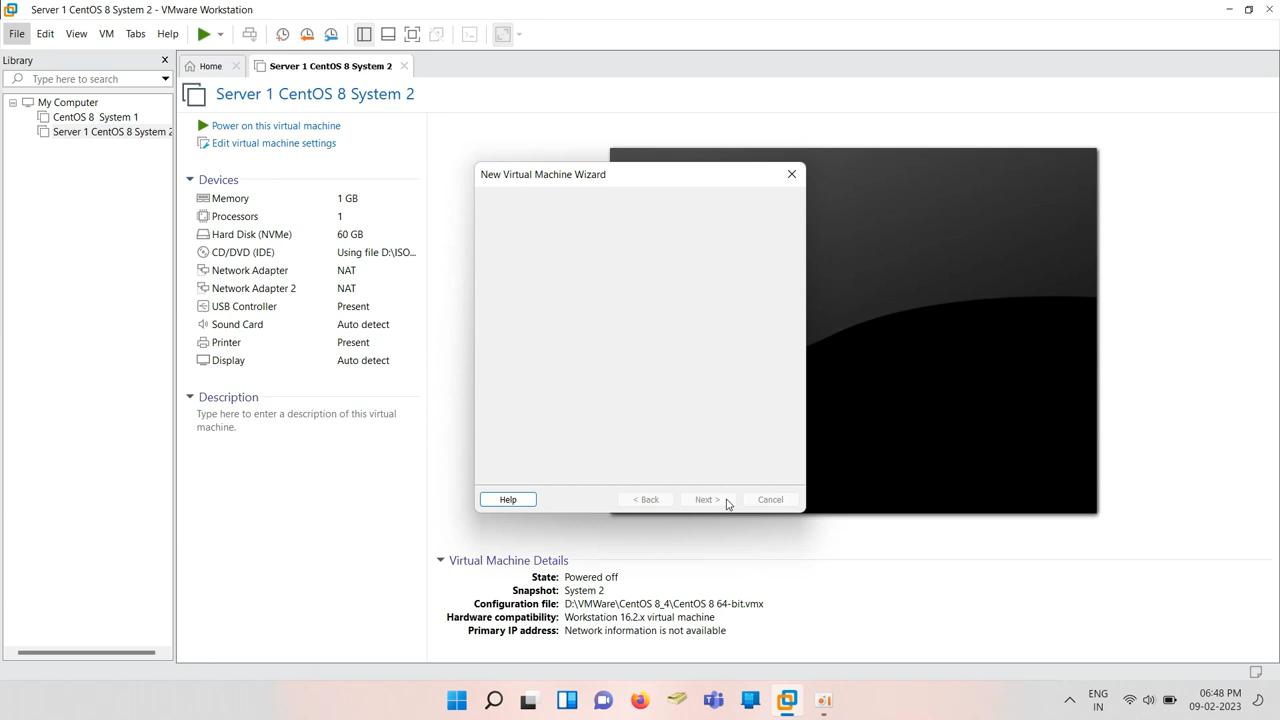 Server 1 CentOS 8 System 2 - VMware Workstation
File Edit View VM Tabs Help
Library
Type here to search
My Computer
CentOS 8 System 1
Server 1 CentOS 8 System 2
Home
Server 1 CentOS 8 System 2
Server 1 CentOS 8 System 2
Power on this virtual machine
Edit virtual machine settings
Devices
Memory 1 GB
Processors 1
Hard Disk (NVMe) 60 GB
CD/DVD (IDE) Using file D:\ISO...
Network Adapter NAT
Network Adapter 2 NAT
USB Controller Present
Sound Card Auto detect
Printer Present
Display Auto detect
Description
Type here to enter a description of this virtual
machine.
New Virtual Machine Wizard
Help < Back Next > Cancel
Virtual Machine Details
State: Powered off
Snapshot: System 2
Configuration file: D:\VMWare\CentOS 8_4\CentOS 8 64-bit.vmx
Hardware compatibility: Workstation 16.2.x virtual machine
Primary IP address: Network information is not available
ENG
IN
06:48 PM
09-02-2023